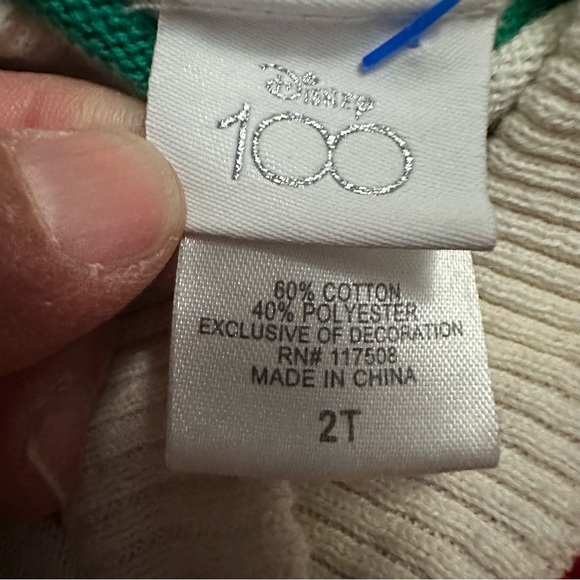 Disney
100
60% COTTON
40% POLYESTER
EXCLUSIVE OF DECORATION
RN# 117508
MADE IN CHINA
2T